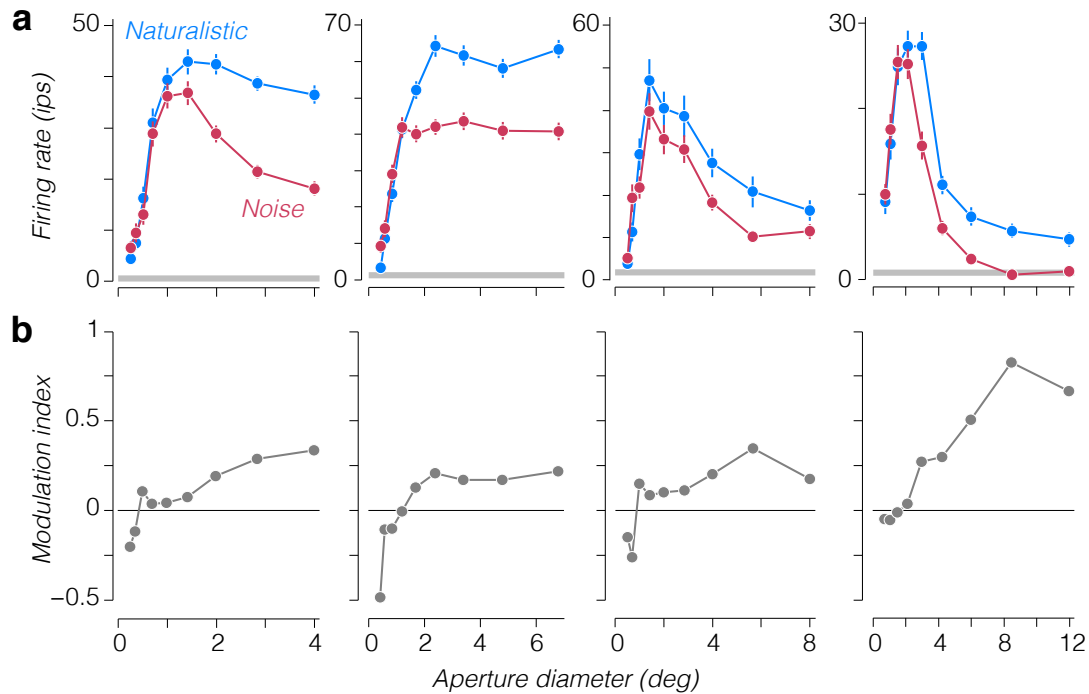 a
Firing rate (ips)
50
0
Naturalistic
Noise
70
0
60
0
30
0
b
Modulation index
1
0.5
0
−0.5
0 2 4
0 2 4 6
0 4 8
0 4 8 12
Aperture diameter (deg)